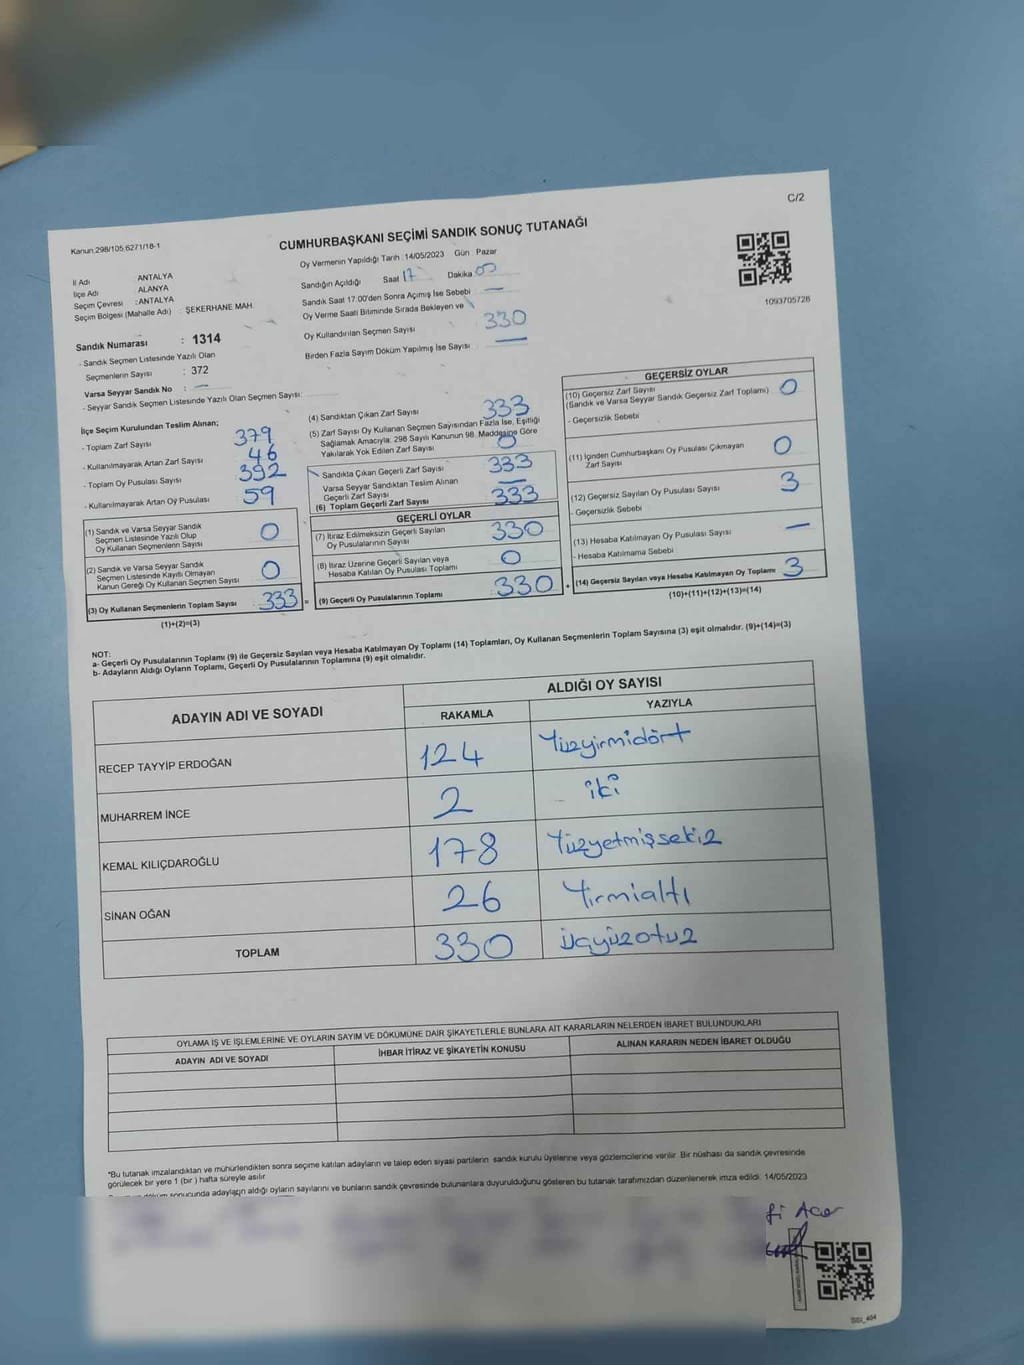 C/2
Kanun:298/105,6271/18-1
CUMHURBAŞKANI SEÇİMİ SANDIK SONUÇ TUTANAĞI
İl Adı : ANTALYA
İlçe Adı : ALANYA
Seçim Çevresi : ANTALYA
Seçim Bölgesi (Mahalle Adı) : ŞEKERHANE MAH.
Sandık Numarası : 1314
- Sandık Seçmen Listesinde Yazılı Olan
Seçmenlerin Sayısı : 372
Varsa Seyyar Sandık No : —
- Seyyar Sandık Seçmen Listesinde Yazılı Olan Seçmen Sayısı:
Oy Vermenin Yapıldığı Tarih : 14/05/2023 Gün : Pazar
Sandığın Açıldığı Saat 17 Dakika 00
Sandık Saat 17.00'den Sonra Açımış İse Sebebi —
Oy Verme Saati Bitiminde Sırada Bekleyen ve
Oy Kullandırılan Seçmen Sayısı 330
Birden Fazla Sayım Döküm Yapılmış İse Sayısı —
1093705728
İlçe Seçim Kurulundan Teslim Alınan;
- Toplam Zarf Sayısı 379
- Kullanılmayarak Artan Zarf Sayısı 46
- Toplam Oy Pusulası Sayısı 392
- Kullanılmayarak Artan Oy Pusulası 59
(1) Sandık ve Varsa Seyyar Sandık
Seçmen Listesinde Yazılı Olup
Oy Kullanan Seçmenlerin Sayısı 0
(2) Sandık ve Varsa Seyyar Sandık
Seçmen Listesinde Kayıtlı Olmayan
Kanun Gereği Oy Kullanan Seçmen Sayısı 0
(3) Oy Kullanan Seçmenlerin Toplam Sayısı : 333 =
(1)+(2)=(3)
(4) Sandıktan Çıkan Zarf Sayısı 333
(5) Zarf Sayısı Oy Kullanan Seçmen Sayısından Fazla İse, Eşitliği
Sağlamak Amacıyla; 298 Sayılı Kanunun 98. Maddesine Göre
Yakılarak Yok Edilen Zarf Sayısı 0
Sandıkta Çıkan Geçerli Zarf Sayısı 333
Varsa Seyyar Sandıktan Teslim Alınan
Geçerli Zarf Sayısı —
(6) Toplam Geçerli Zarf Sayısı 333
GEÇERLİ OYLAR
(7) İtiraz Edilmeksizin Geçerli Sayılan
Oy Pusulalarının Sayısı 330
(8) İtiraz Üzerine Geçerli Sayılan veya
Hesaba Katılan Oy Pusulası Toplamı 0
(9) Geçerli Oy Pusulalarının Toplamı 330 +
GEÇERSİZ OYLAR
(10) Geçersiz Zarf Sayısı
(Sandık ve Varsa Seyyar Sandık Geçersiz Zarf Toplamı) 0
- Geçersizlik Sebebi
(11) İçinden Cumhurbaşkanı Oy Pusulası Çıkmayan
Zarf Sayısı 0
(12) Geçersiz Sayılan Oy Pusulası Sayısı 3
- Geçersizlik Sebebi
(13) Hesaba Katılmayan Oy Pusulası Sayısı —
- Hesaba Katılmama Sebebi
(14) Geçersiz Sayılan veya Hesaba Katılmayan Oy Toplamı 3
(10)+(11)+(12)+(13)=(14)
NOT:
a- Geçerli Oy Pusulalarının Toplamı (9) ile Geçersiz Sayılan veya Hesaba Katılmayan Oy Toplamı (14) Toplamları, Oy Kullanan Seçmenlerin Toplam Sayısına (3) eşit olmalıdır. (9)+(14)=(3)
b- Adayların Aldığı Oyların Toplamı, Geçerli Oy Pusulalarının Toplamına (9) eşit olmalıdır.
ADAYIN ADI VE SOYADI
ALDIĞI OY SAYISI
RAKAMLA YAZIYLA
RECEP TAYYİP ERDOĞAN 124 Yüzyirmidört
MUHARREM İNCE 2 iki
KEMAL KILIÇDAROĞLU 178 Yüzyetmişsekiz
SİNAN OĞAN 26 Yirmialtı
TOPLAM 330 üçyüzotuz
OYLAMA İŞ VE İŞLEMLERİNE VE OYLARIN SAYIM VE DÖKÜMÜNE DAİR ŞİKAYETLERLE BUNLARA AİT KARARLARIN NELERDEN İBARET BULUNDUKLARI
ADAYIN ADI VE SOYADI İHBAR İTİRAZ VE ŞİKAYETİN KONUSU ALINAN KARARIN NEDEN İBARET OLDUĞU
*Bu tutanak imzalandıktan ve mühürlendikten sonra seçime katılan adayların ve talep eden siyasi partilerin sandık kurulu üyelerine veya gözlemcilerine verilir. Bir nüshası da sandık çevresinde
görülecek bir yere 1 (bir) hafta süreyle asılır.
sonucunda adayların aldığı oyların sayılarını ve bunların sandık çevresinde bulunanlara duyurulduğunu gösteren bu tutanak tarafımızdan düzenlenerek imza edildi. 14/05/2023
fi Acar